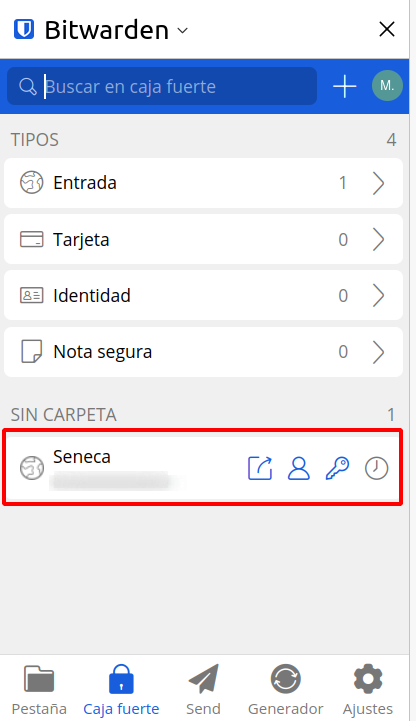 Bitwarden
Buscar en caja fuerte
M.
TIPOS 4
Entrada 1
Tarjeta 0
Identidad 0
Nota segura 0
SIN CARPETA 1
Seneca
Pestaña Caja fuerte Send Generador Ajustes